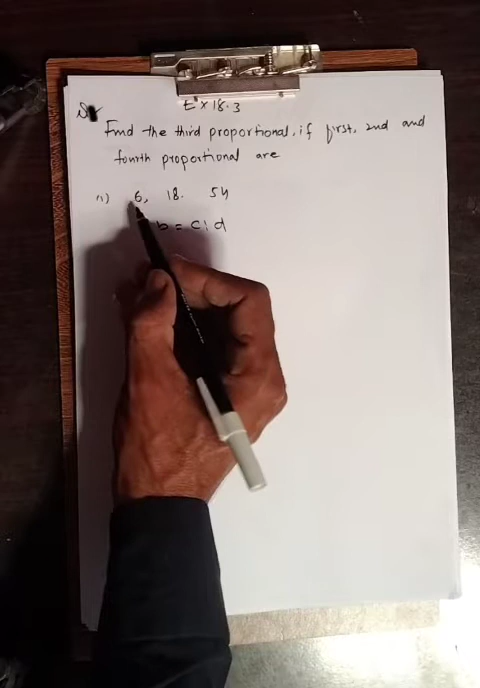 Ex 18.3
Find the third proportional, if first, 2nd and
fourth proportional are
(i) 6, 18. 54
b = c:d